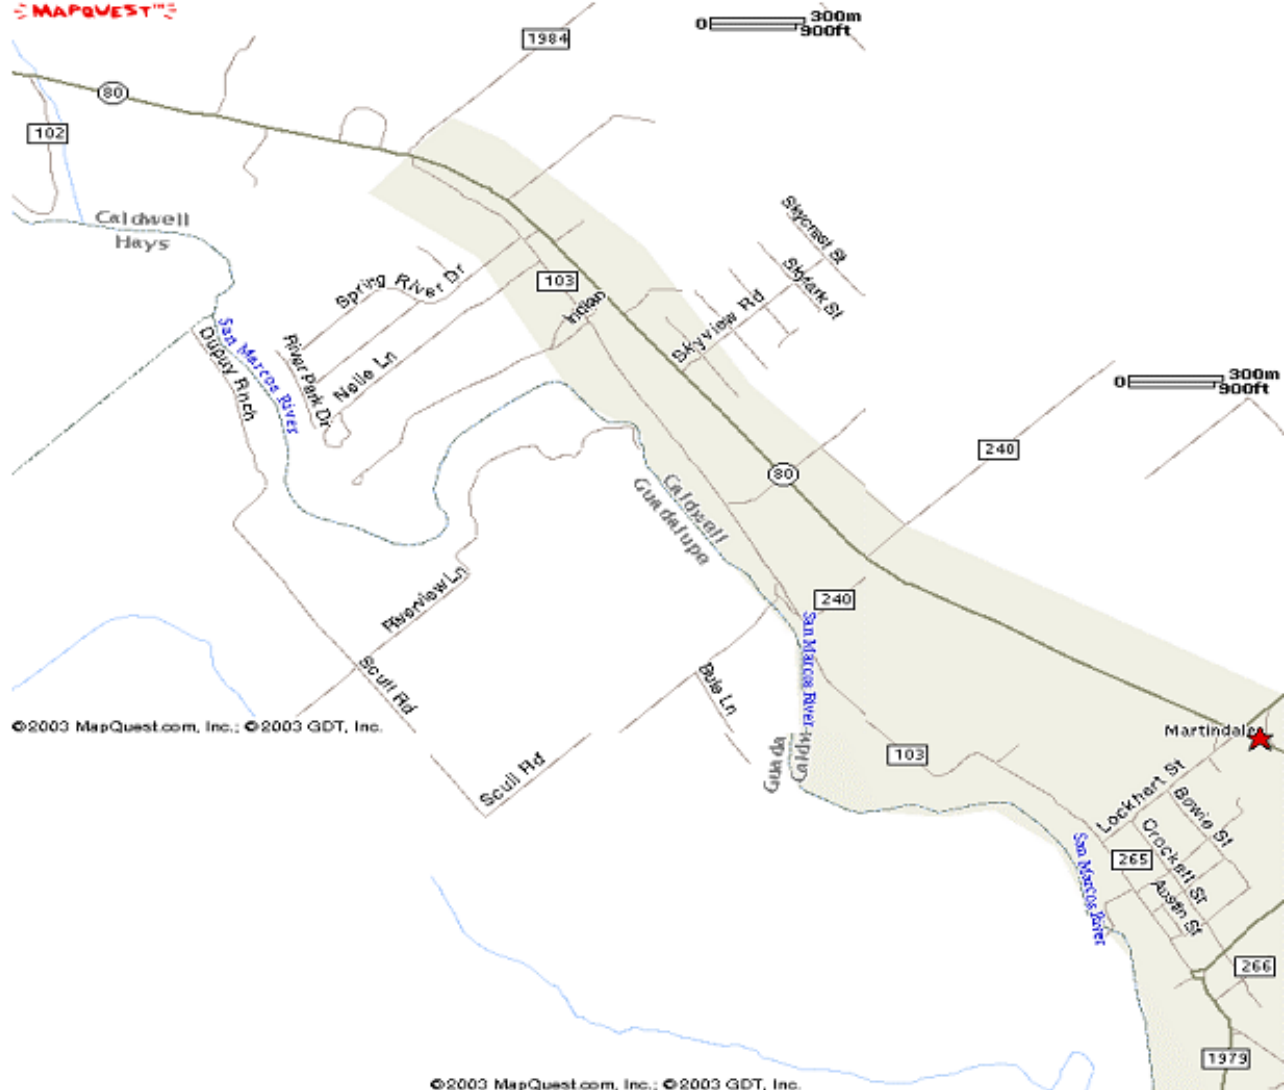 MAPQUEST™
1984
0 300m
900ft
80
102
Caldwell
Hays
Skycrest St
Skylark St
Spring River Dr
103
Indian
Skyview Rd
San Marcos River
Dupuy Rnch
River Park Dr
Nelle Ln
0 300m
900ft
240
80
Caldwell
Guadalupe
Riverview Ln
240
San Marcos River
Scull Rd
Buie Ln
©2003 MapQuest.com, Inc.; ©2003 GDT, Inc.
Martindale
103
Guada
Scull Rd
Lockhart St
Bowie St
Crockett St
San Marcos River
265
Austin St
266
1979
©2003 MapQuest.com, Inc.; ©2003 GDT, Inc.